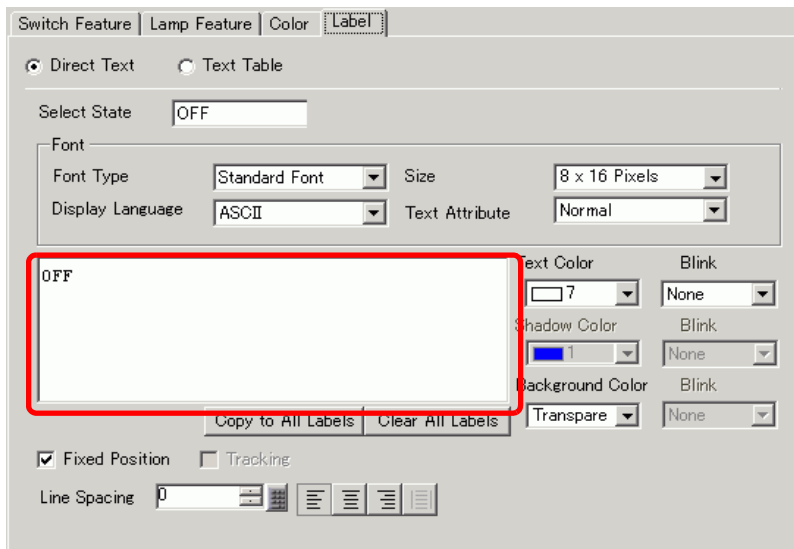 Switch Feature Lamp Feature Color Label
Direct Text Text Table
Select State OFF
Font
Font Type Standard Font Size 8 x 16 Pixels
Display Language ASCII Text Attribute Normal
OFF
Text Color Blink
7 None
Shadow Color Blink
1 None
Background Color Blink
Transpare None
Copy to All Labels Clear All Labels
Fixed Position Tracking
Line Spacing 0